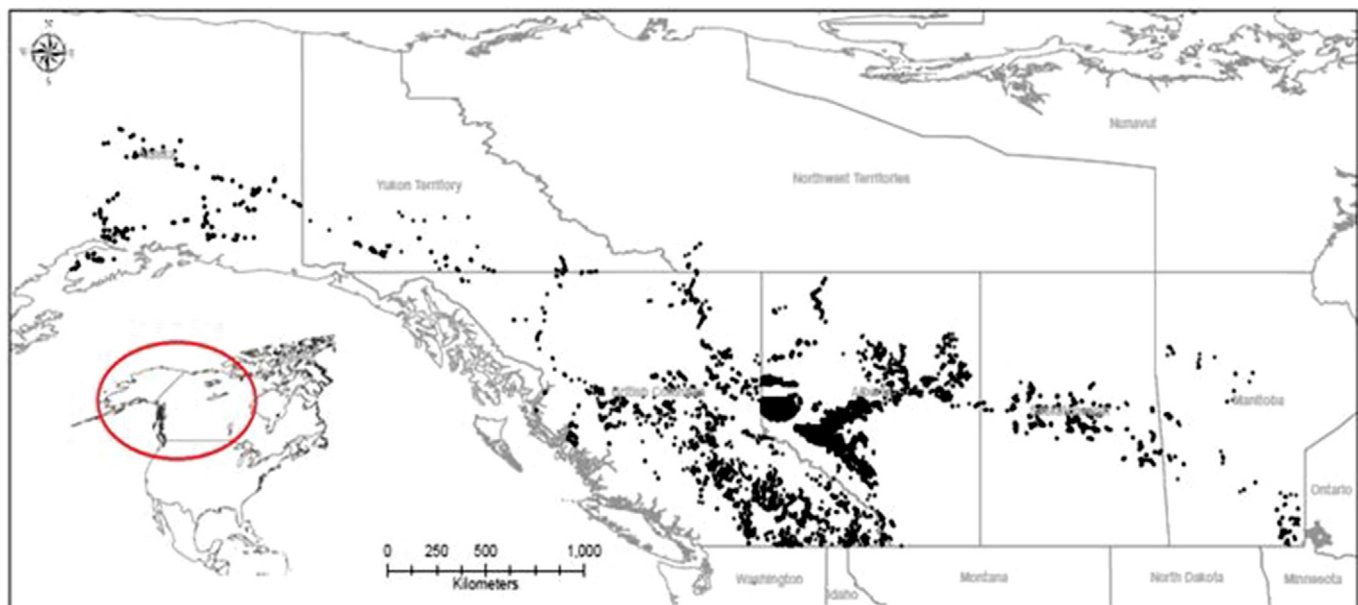 N
S
Nunavut
Yukon Territory
Northwest Territories
Alberta
Manitoba
Ontario
0 250 500 1,000
Kilometers
Washington
Idaho
Montana
North Dakota
Minnesota